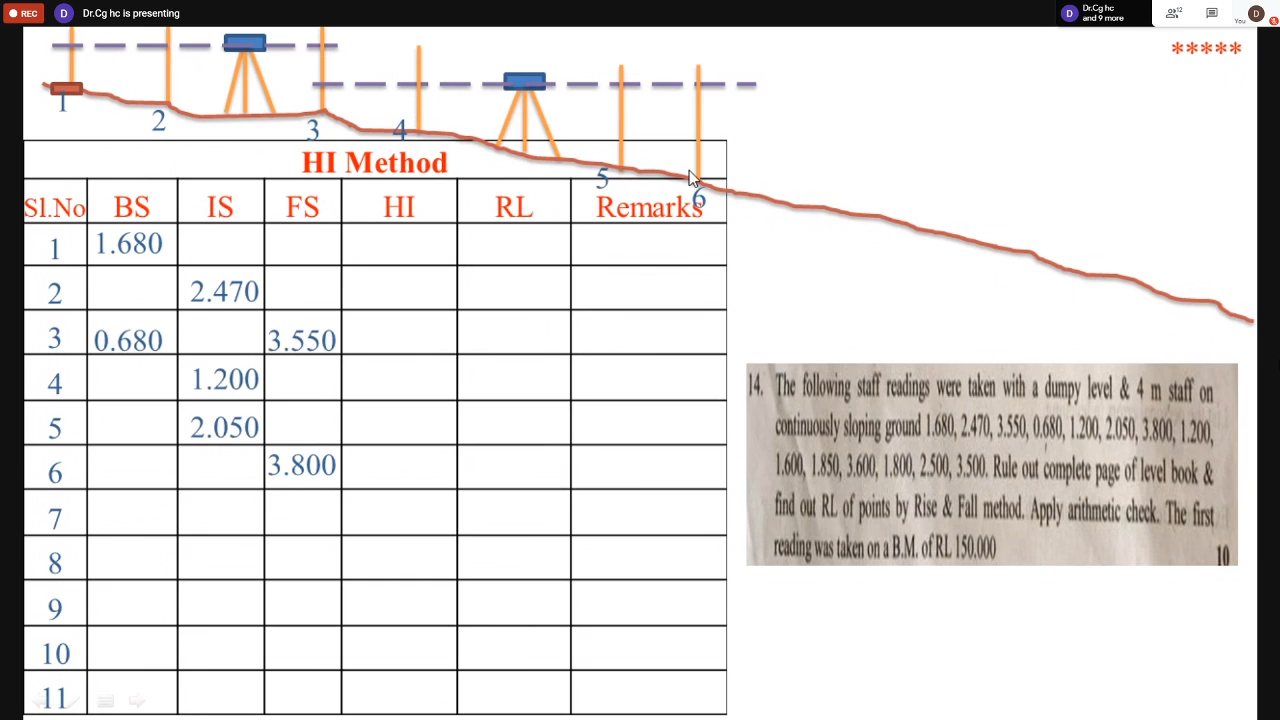 REC D Dr.Cg hc is presenting
D Dr.Cg hc and 9 more 12 You D
*****
1 2 3 4 5 6
HI Method
Sl.No BS IS FS HI RL Remarks
1 1.680
2 2.470
3 0.680 3.550
4 1.200
5 2.050
6 3.800
7
8
9
10
11
14. The following staff readings were taken with a dumpy level & 4 m staff on
continuously sloping ground 1.680, 2.470, 3.550, 0.680, 1.200, 2.050, 3.800, 1.200,
1.600, 1.850, 3.600, 1.800, 2.500, 3.500. Rule out complete page of level book &
find out RL of points by Rise & Fall method. Apply arithmetic check. The first
reading was taken on a B.M. of RL 150.000
10